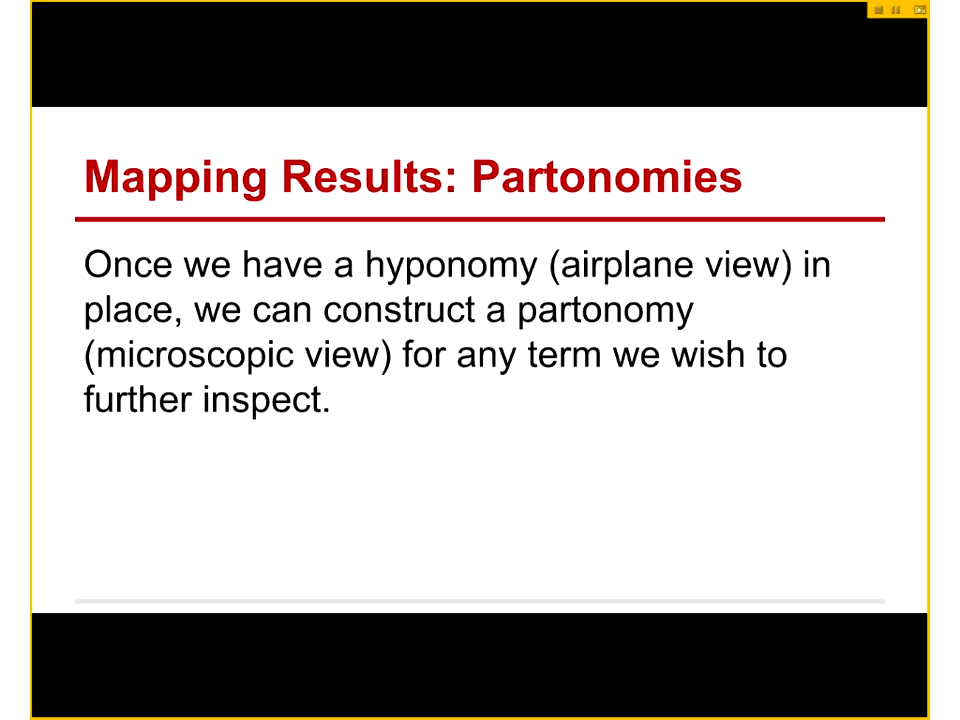 Mapping Results: Partonomies
Once we have a hyponomy (airplane view) in
place, we can construct a partonomy
(microscopic view) for any term we wish to
further inspect.